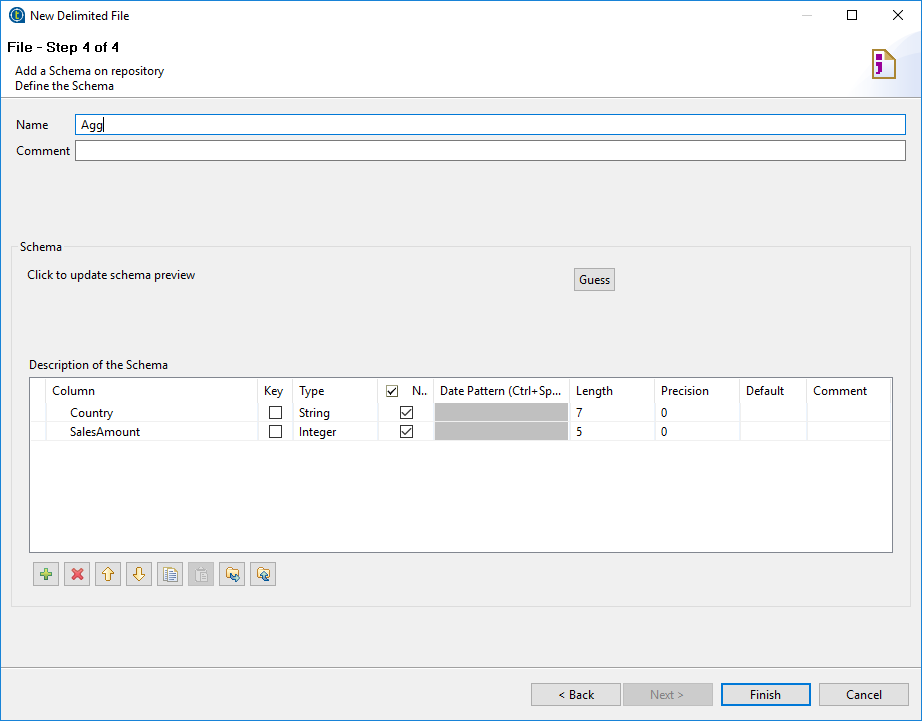 New Delimited File
File - Step 4 of 4
Add a Schema on repository
Define the Schema
Name Agg
Comment
Schema
Click to update schema preview Guess
Description of the Schema
Column Key Type N.. Date Pattern (Ctrl+Sp... Length Precision Default Comment
Country String 7 0
SalesAmount Integer 5 0
< Back Next > Finish Cancel